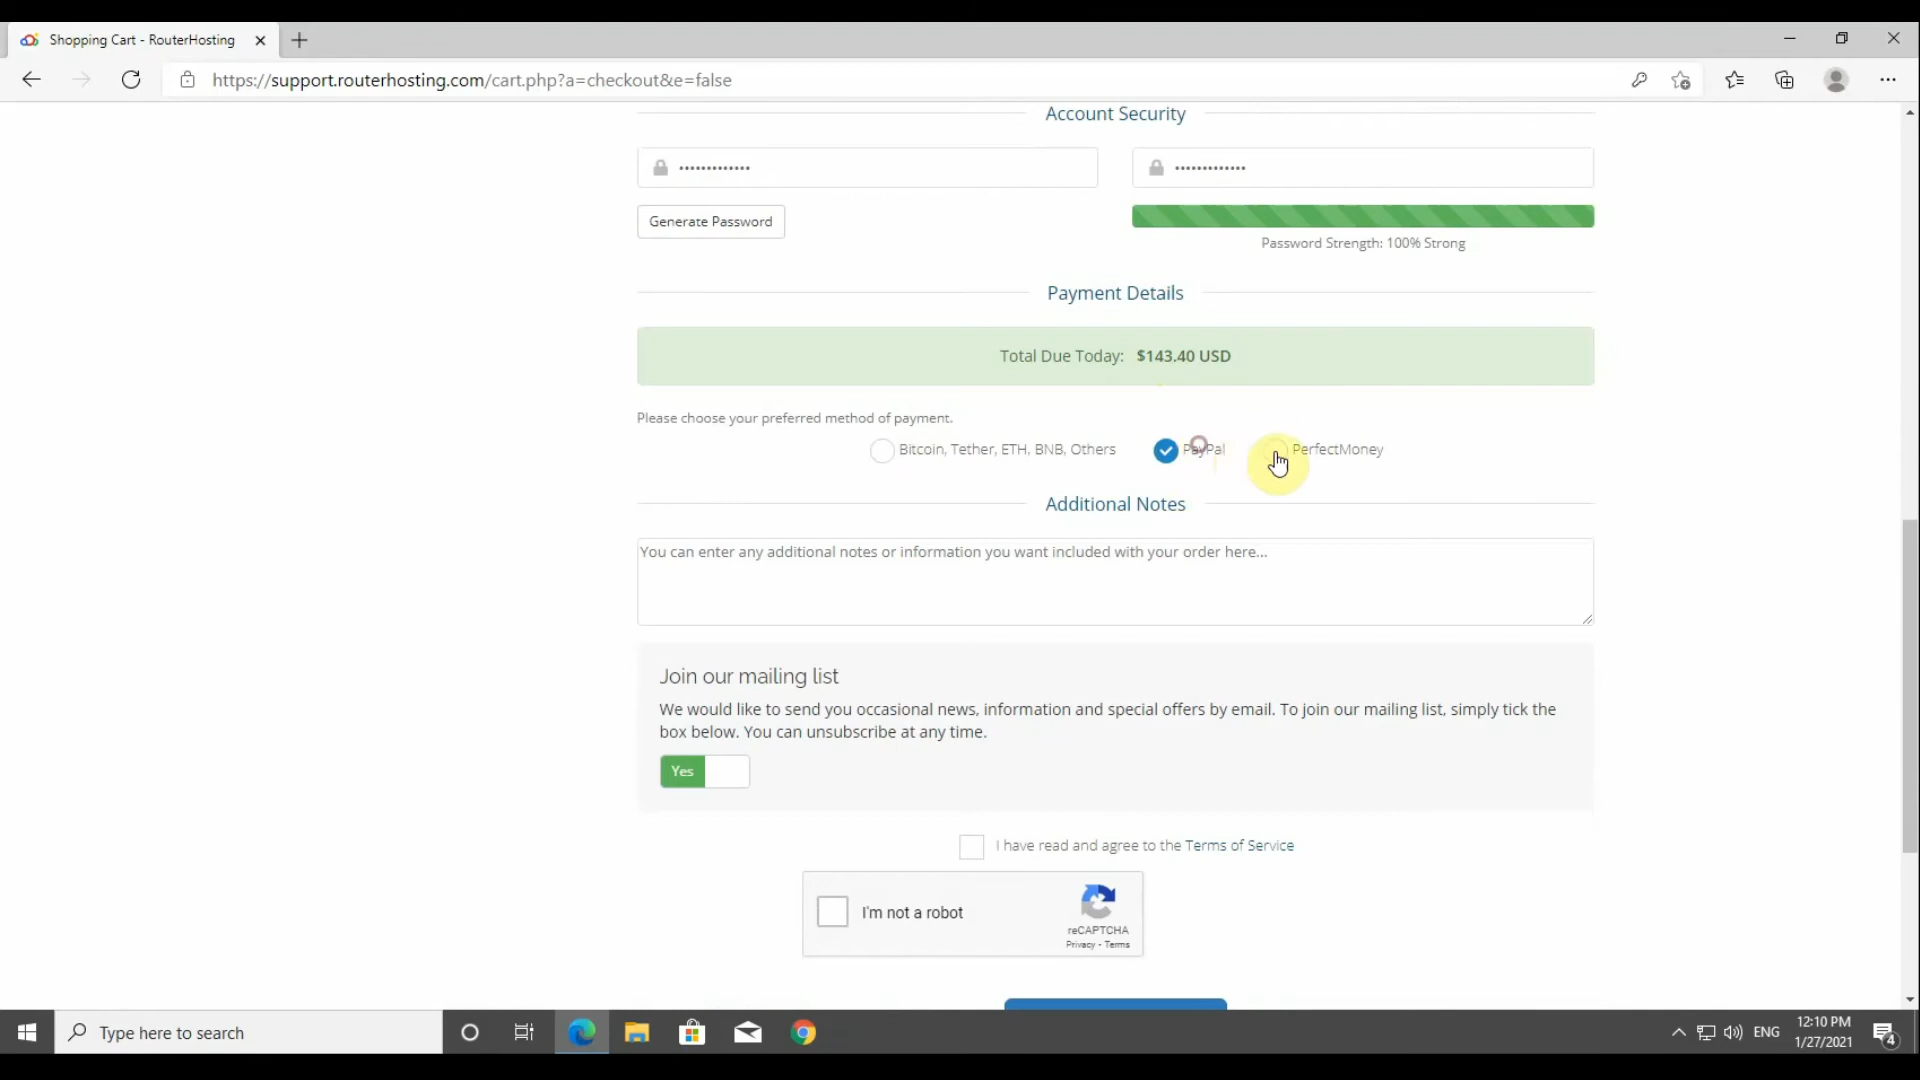 Shopping Cart - RouterHosting
https://support.routerhosting.com/cart.php?a=checkout&e=false
Account Security
•••••••••••••
•••••••••••••
Generate Password
Password Strength: 100% Strong
Payment Details
Total Due Today: $143.40 USD
Please choose your preferred method of payment.
Bitcoin, Tether, ETH, BNB, Others
PayPal
PerfectMoney
Additional Notes
You can enter any additional notes or information you want included with your order here...
Join our mailing list
We would like to send you occasional news, information and special offers by email. To join our mailing list, simply tick the
box below. You can unsubscribe at any time.
Yes
I have read and agree to the Terms of Service
I'm not a robot
reCAPTCHA
Privacy - Terms
Type here to search
ENG
12:10 PM
1/27/2021
4